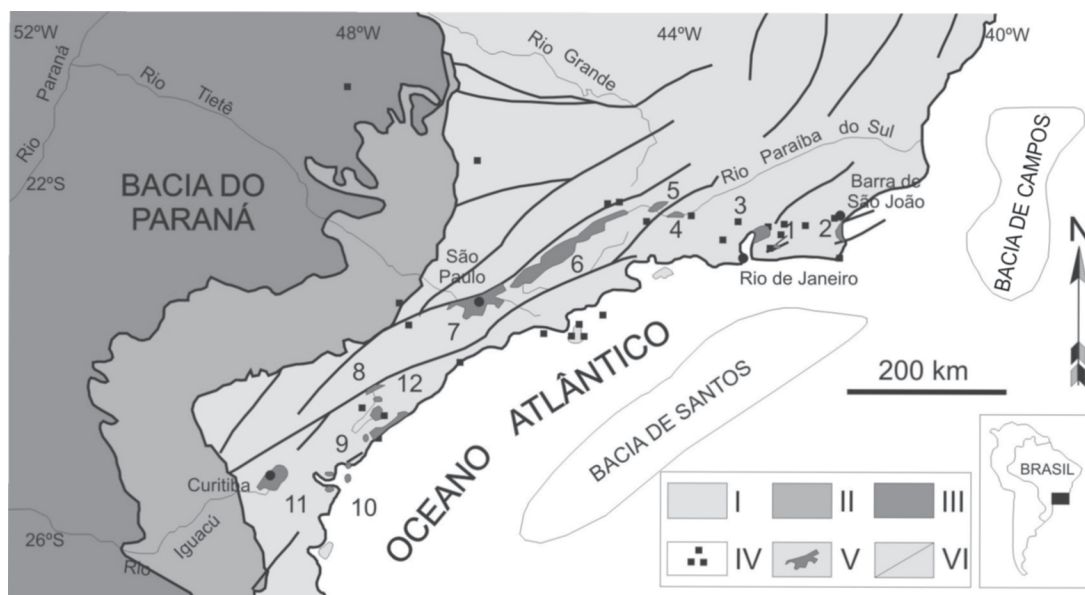 52ºW
48ºW
44ºW
40ºW
Rio Paraná
Rio Tietê
Rio Grande
Rio Paraíba do Sul
22ºS
BACIA DO
PARANÁ
Barra de
São João
BACIA DE CAMPOS
N
5
3
4
1
2
6
São
Paulo
Rio de Janeiro
7
8
12
9
10
11
OCEANO ATLÂNTICO
BACIA DE SANTOS
200 km
Curitiba
Rio Iguacú
26ºS
I
II
III
IV
V
VI
BRASIL